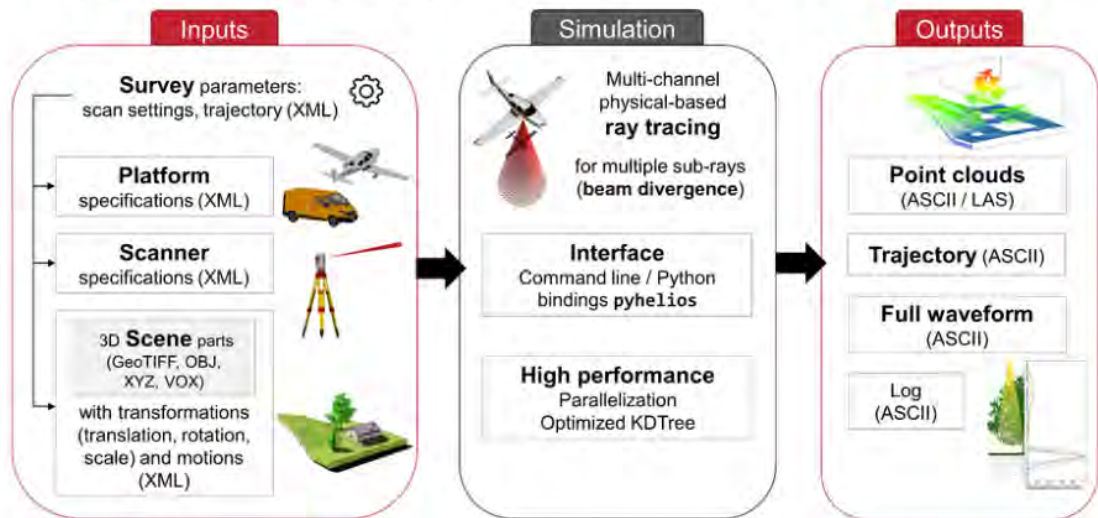 Inputs
Survey parameters:
scan settings, trajectory (XML)
Platform
specifications (XML)
Scanner
specifications (XML)
3D Scene parts
(GeoTIFF, OBJ,
XYZ, VOX)
with transformations
(translation, rotation,
scale) and motions
(XML)
Simulation
Multi-channel
physical-based
ray tracing
for multiple sub-rays
(beam divergence)
Interface
Command line / Python
bindings pyhelios
High performance
Parallelization
Optimized KDTree
Outputs
Point clouds
(ASCII / LAS)
Trajectory (ASCII)
Full waveform
(ASCII)
Log
(ASCII)